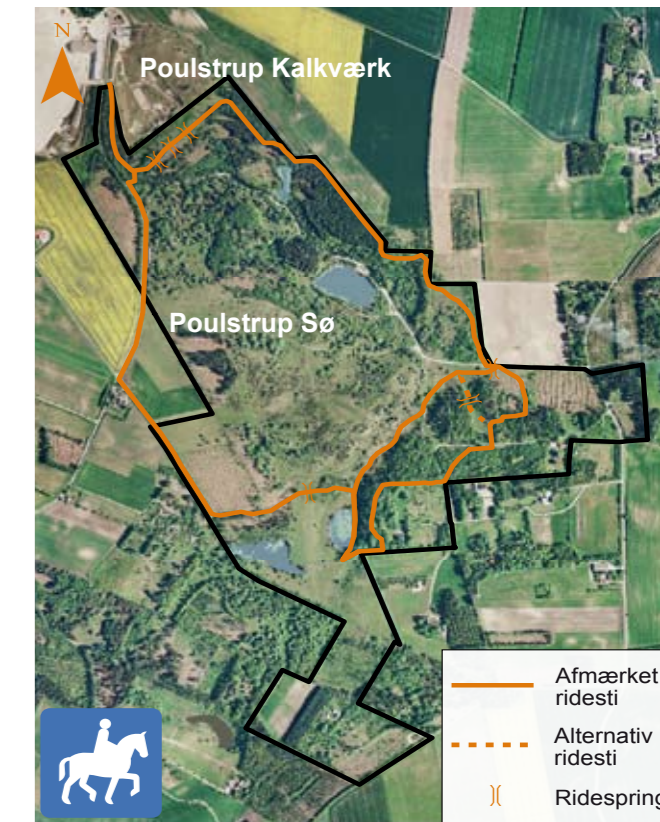 N
Poulstrup Kalkværk
Poulstrup Sø
Afmærket
ridesti
Alternativ
ridesti
Ridespring